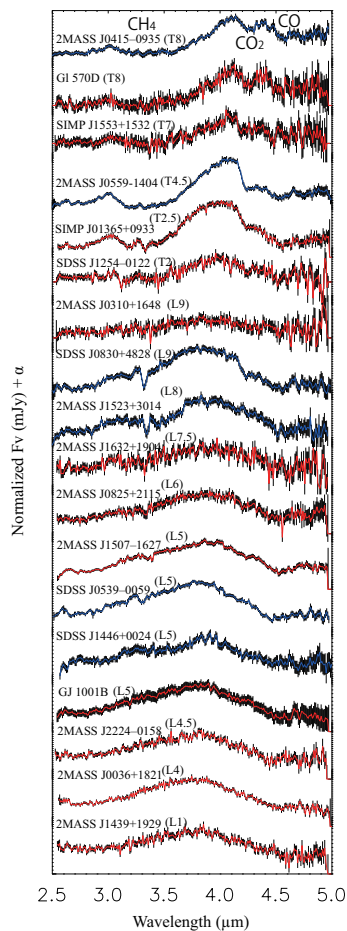 CH4
CO
CO2
2MASS J0415–0935 (T8)
Gl 570D (T8)
SIMP J1553+1532 (T7)
2MASS J0559-1404 (T4.5)
SIMP J01365+0933 (T2.5)
SDSS J1254–0122 (T2)
2MASS J0310+1648 (L9)
SDSS J0830+4828 (L9)
2MASS J1523+3014 (L8)
2MASS J1632+1904 (L7.5)
2MASS J0825+2115 (L6)
2MASS J1507–1627 (L5)
SDSS J0539–0059 (L5)
SDSS J1446+0024 (L5)
GJ 1001B (L5)
2MASS J2224–0158 (L4.5)
2MASS J0036+1821 (L4)
2MASS J1439+1929 (L1)
Normalized Fν (mJy) + α
2.5 3.0 3.5 4.0 4.5 5.0
Wavelength (μm)